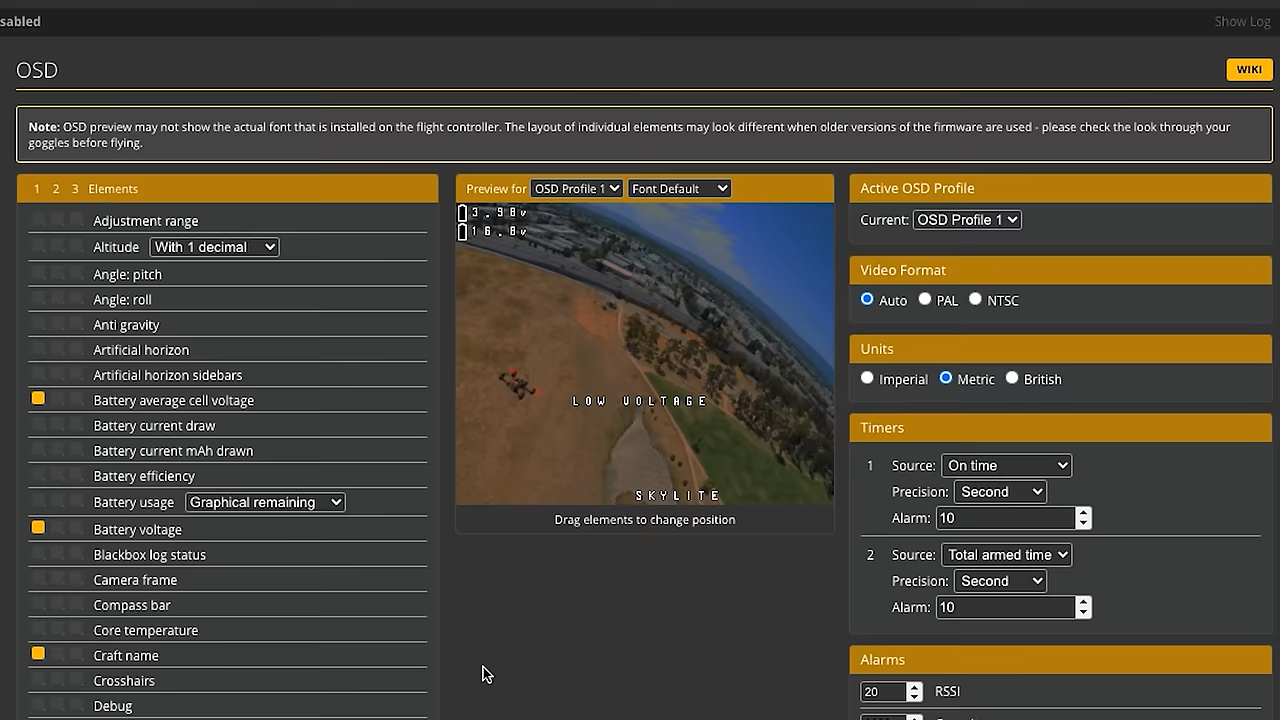 sabled
Show Log
OSD
WIKI
Note: OSD preview may not show the actual font that is installed on the flight controller. The layout of individual elements may look different when older versions of the firmware are used - please check the look through your
goggles before flying.
1 2 3 Elements
Adjustment range
Altitude With 1 decimal
Angle: pitch
Angle: roll
Anti gravity
Artificial horizon
Artificial horizon sidebars
Battery average cell voltage
Battery current draw
Battery current mAh drawn
Battery efficiency
Battery usage Graphical remaining
Battery voltage
Blackbox log status
Camera frame
Compass bar
Core temperature
Craft name
Crosshairs
Debug
Preview for OSD Profile 1 Font Default
3.98v
16.8v
LOW VOLTAGE
SKYLITE
Drag elements to change position
Active OSD Profile
Current: OSD Profile 1
Video Format
Auto PAL NTSC
Units
Imperial Metric British
Timers
1 Source: On time
Precision: Second
Alarm: 10
2 Source: Total armed time
Precision: Second
Alarm: 10
Alarms
20 RSSI